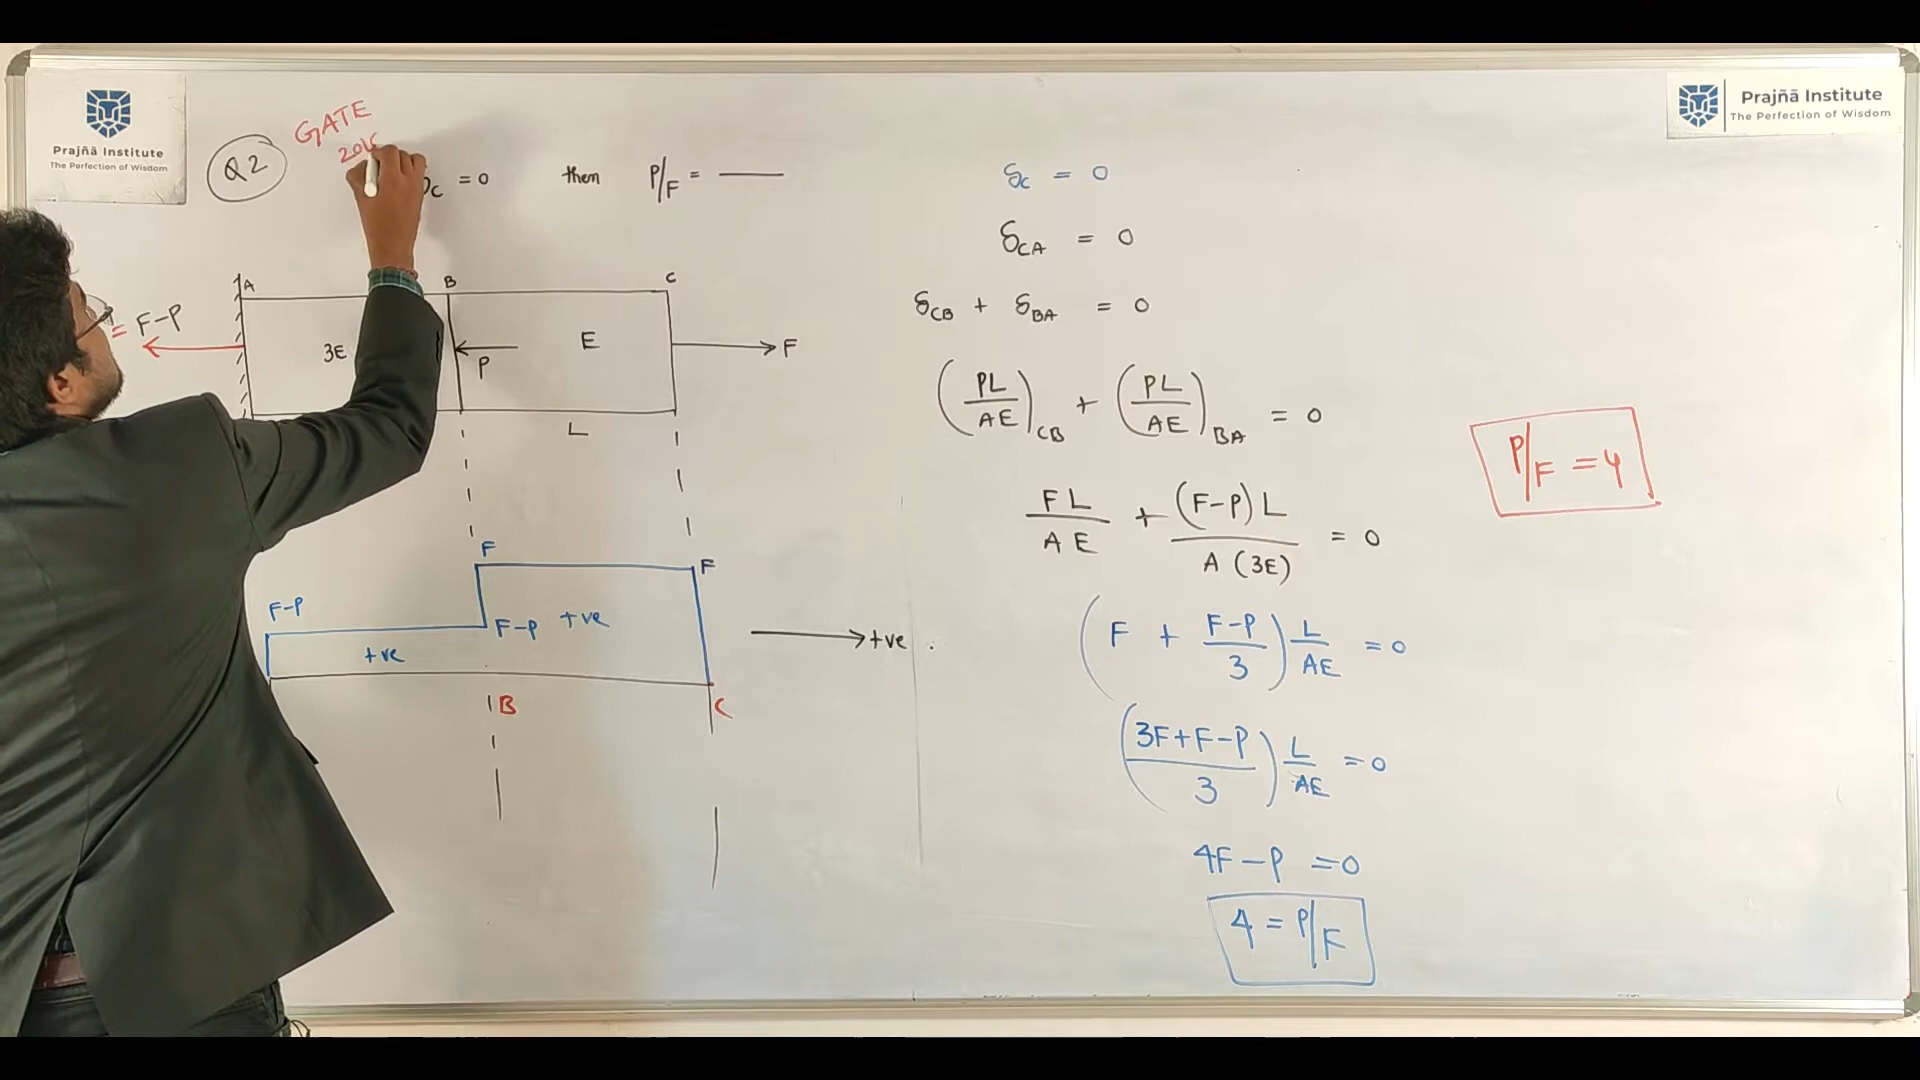 Prajñā Institute
The Perfection of Wisdom
Prajñā Institute
The Perfection of Wisdom
Q2
GATE
C = 0 then P/F =
A B C
= F-P
3E
P
E
F
L
F
F
F-P
F-P +ve
+ve
+ve
B
C
δC = 0
δCA = 0
δCB + δBA = 0
(PL/AE)CB + (PL/AE)BA = 0
FL/AE + (F-P)L/A(3E) = 0
(F + F-P/3) L/AE = 0
(3F+F-P/3) L/AE = 0
4F-P = 0
4 = P/F
P/F = 4